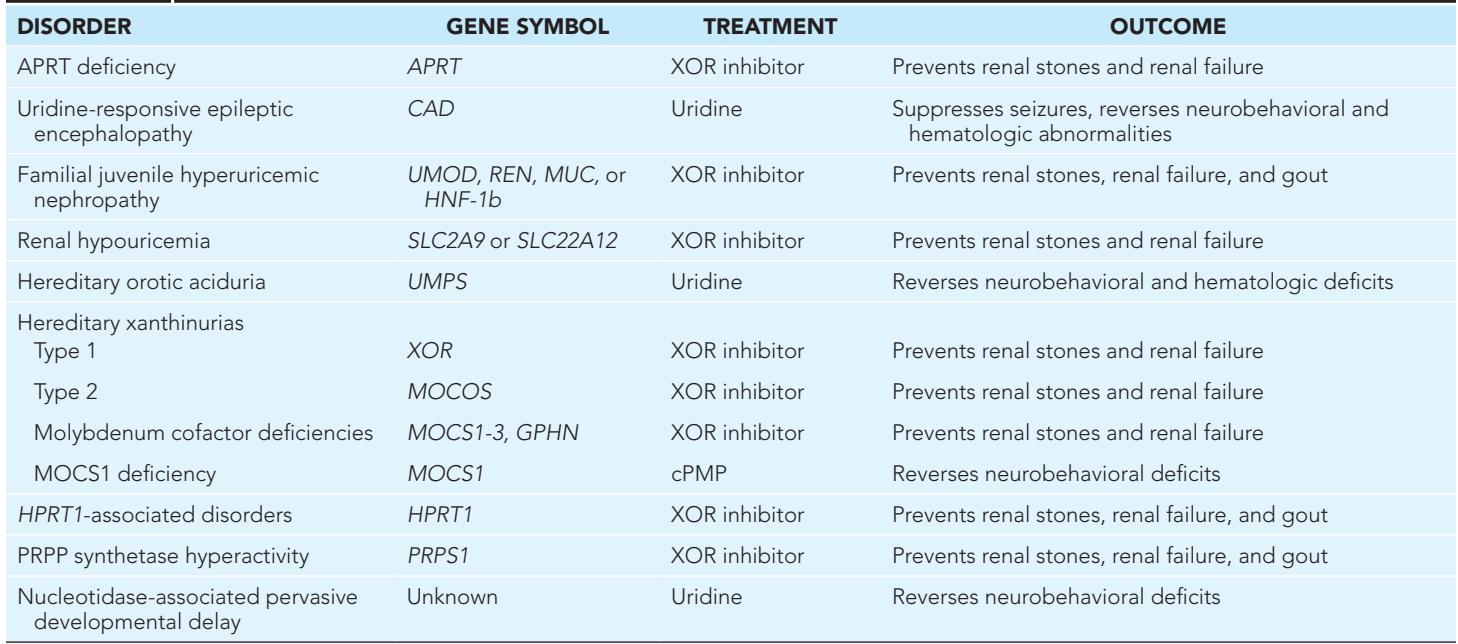 DISORDER GENE SYMBOL TREATMENT OUTCOME
APRT deficiency APRT XOR inhibitor Prevents renal stones and renal failure
Uridine-responsive epileptic CAD Uridine Suppresses seizures, reverses neurobehavioral and
encephalopathy hematologic abnormalities
Familial juvenile hyperuricemic UMOD, REN, MUC, or XOR inhibitor Prevents renal stones, renal failure, and gout
nephropathy HNF-1b
Renal hypouricemia SLC2A9 or SLC22A12 XOR inhibitor Prevents renal stones and renal failure
Hereditary orotic aciduria UMPS Uridine Reverses neurobehavioral and hematologic deficits
Hereditary xanthinurias
Type 1 XOR XOR inhibitor Prevents renal stones and renal failure
Type 2 MOCOS XOR inhibitor Prevents renal stones and renal failure
Molybdenum cofactor deficiencies MOCS1-3, GPHN XOR inhibitor Prevents renal stones and renal failure
MOCS1 deficiency MOCS1 cPMP Reverses neurobehavioral deficits
HPRT1-associated disorders HPRT1 XOR inhibitor Prevents renal stones, renal failure, and gout
PRPP synthetase hyperactivity PRPS1 XOR inhibitor Prevents renal stones, renal failure, and gout
Nucleotidase-associated pervasive Unknown Uridine Reverses neurobehavioral deficits
developmental delay